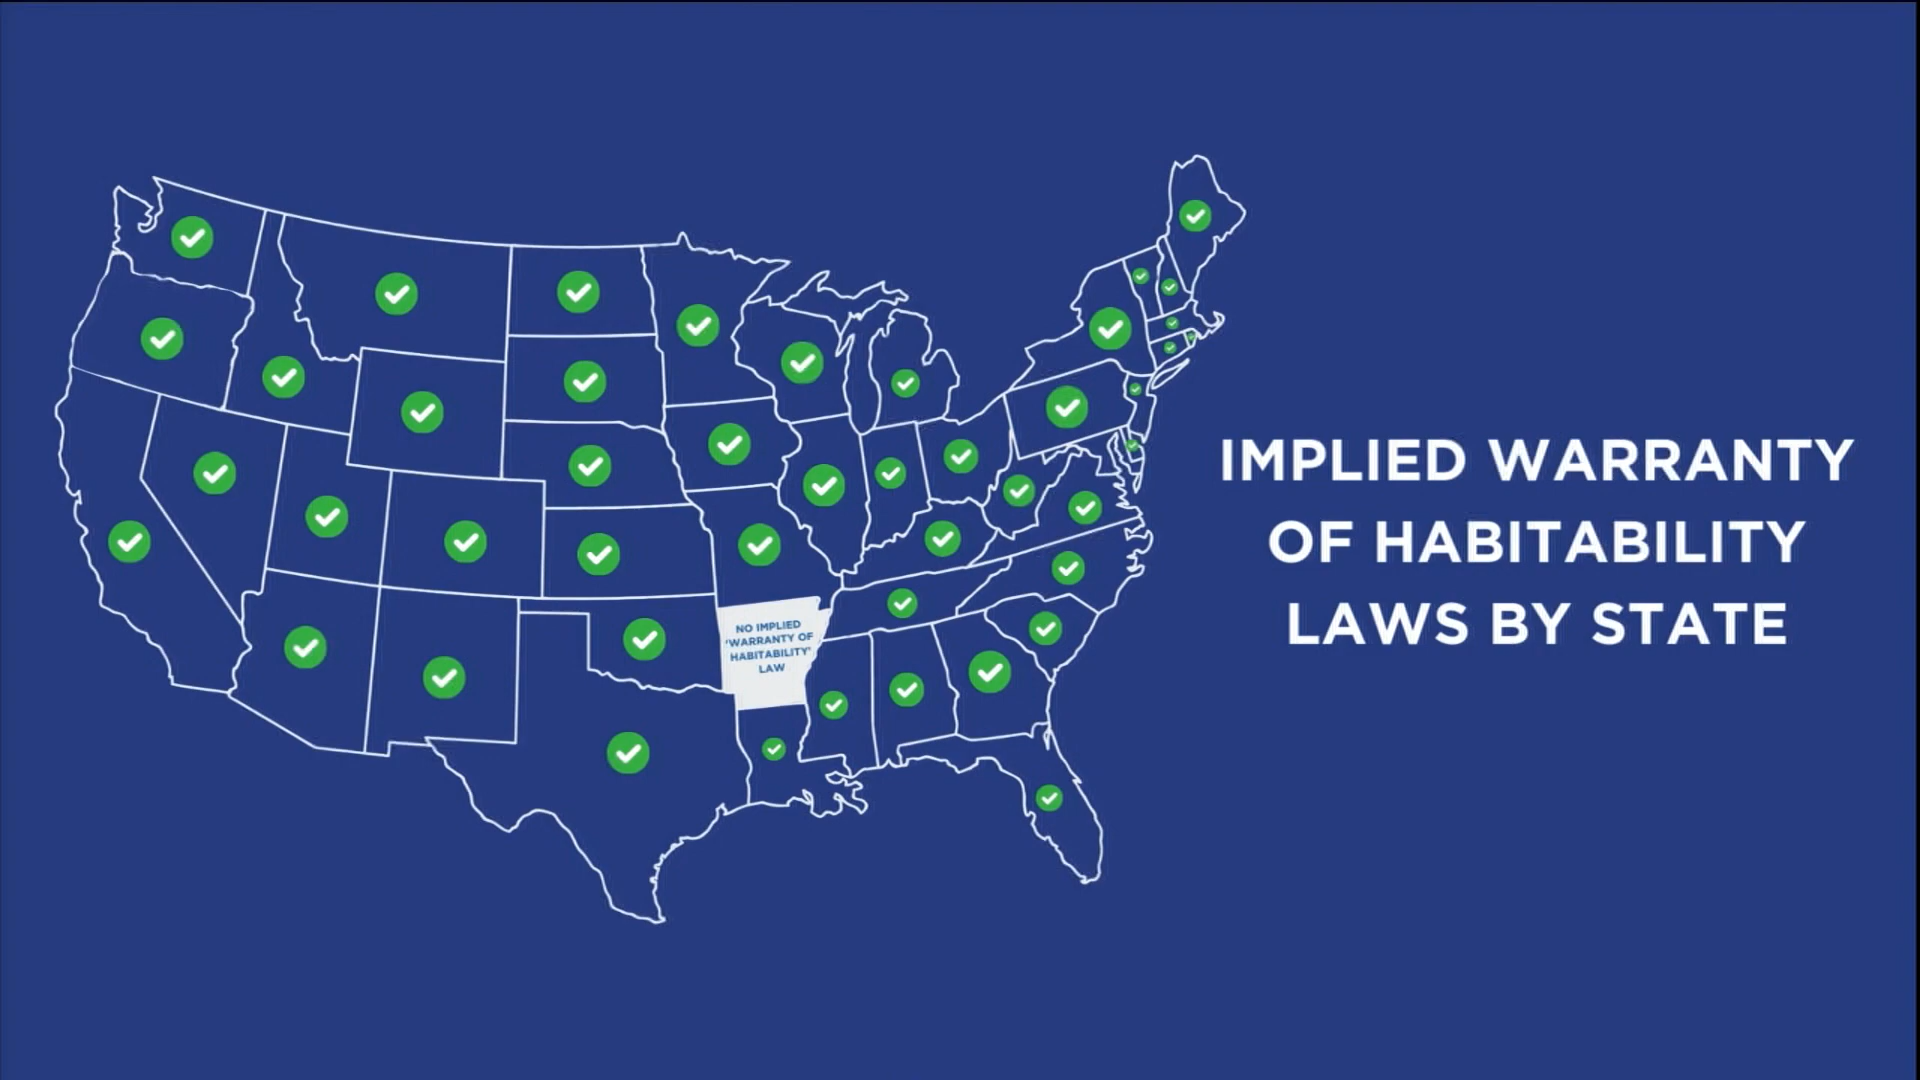 IMPLIED WARRANTY
OF HABITABILITY
LAWS BY STATE
NO IMPLIED
'WARRANTY OF
HABITABILITY'
LAW